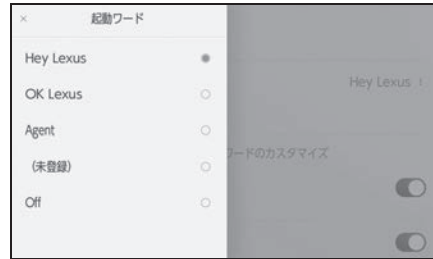 × 起動ワード
Hey Lexus
OK Lexus
Agent
（未登録）
Off
Hey Lexus
ワードのカスタマイズ